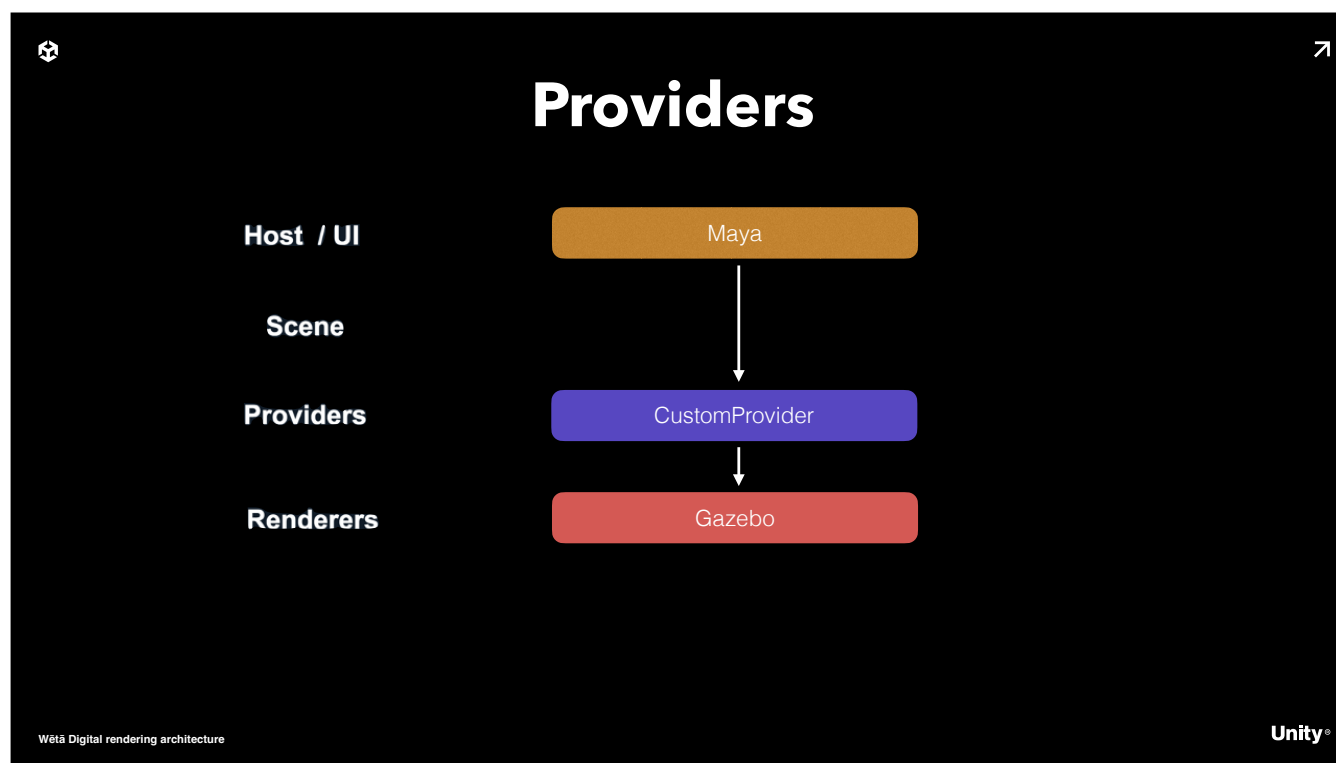 Providers
Host / UI
Maya
Scene
Providers
CustomProvider
Renderers
Gazebo
Wētā Digital rendering architecture
Unity®